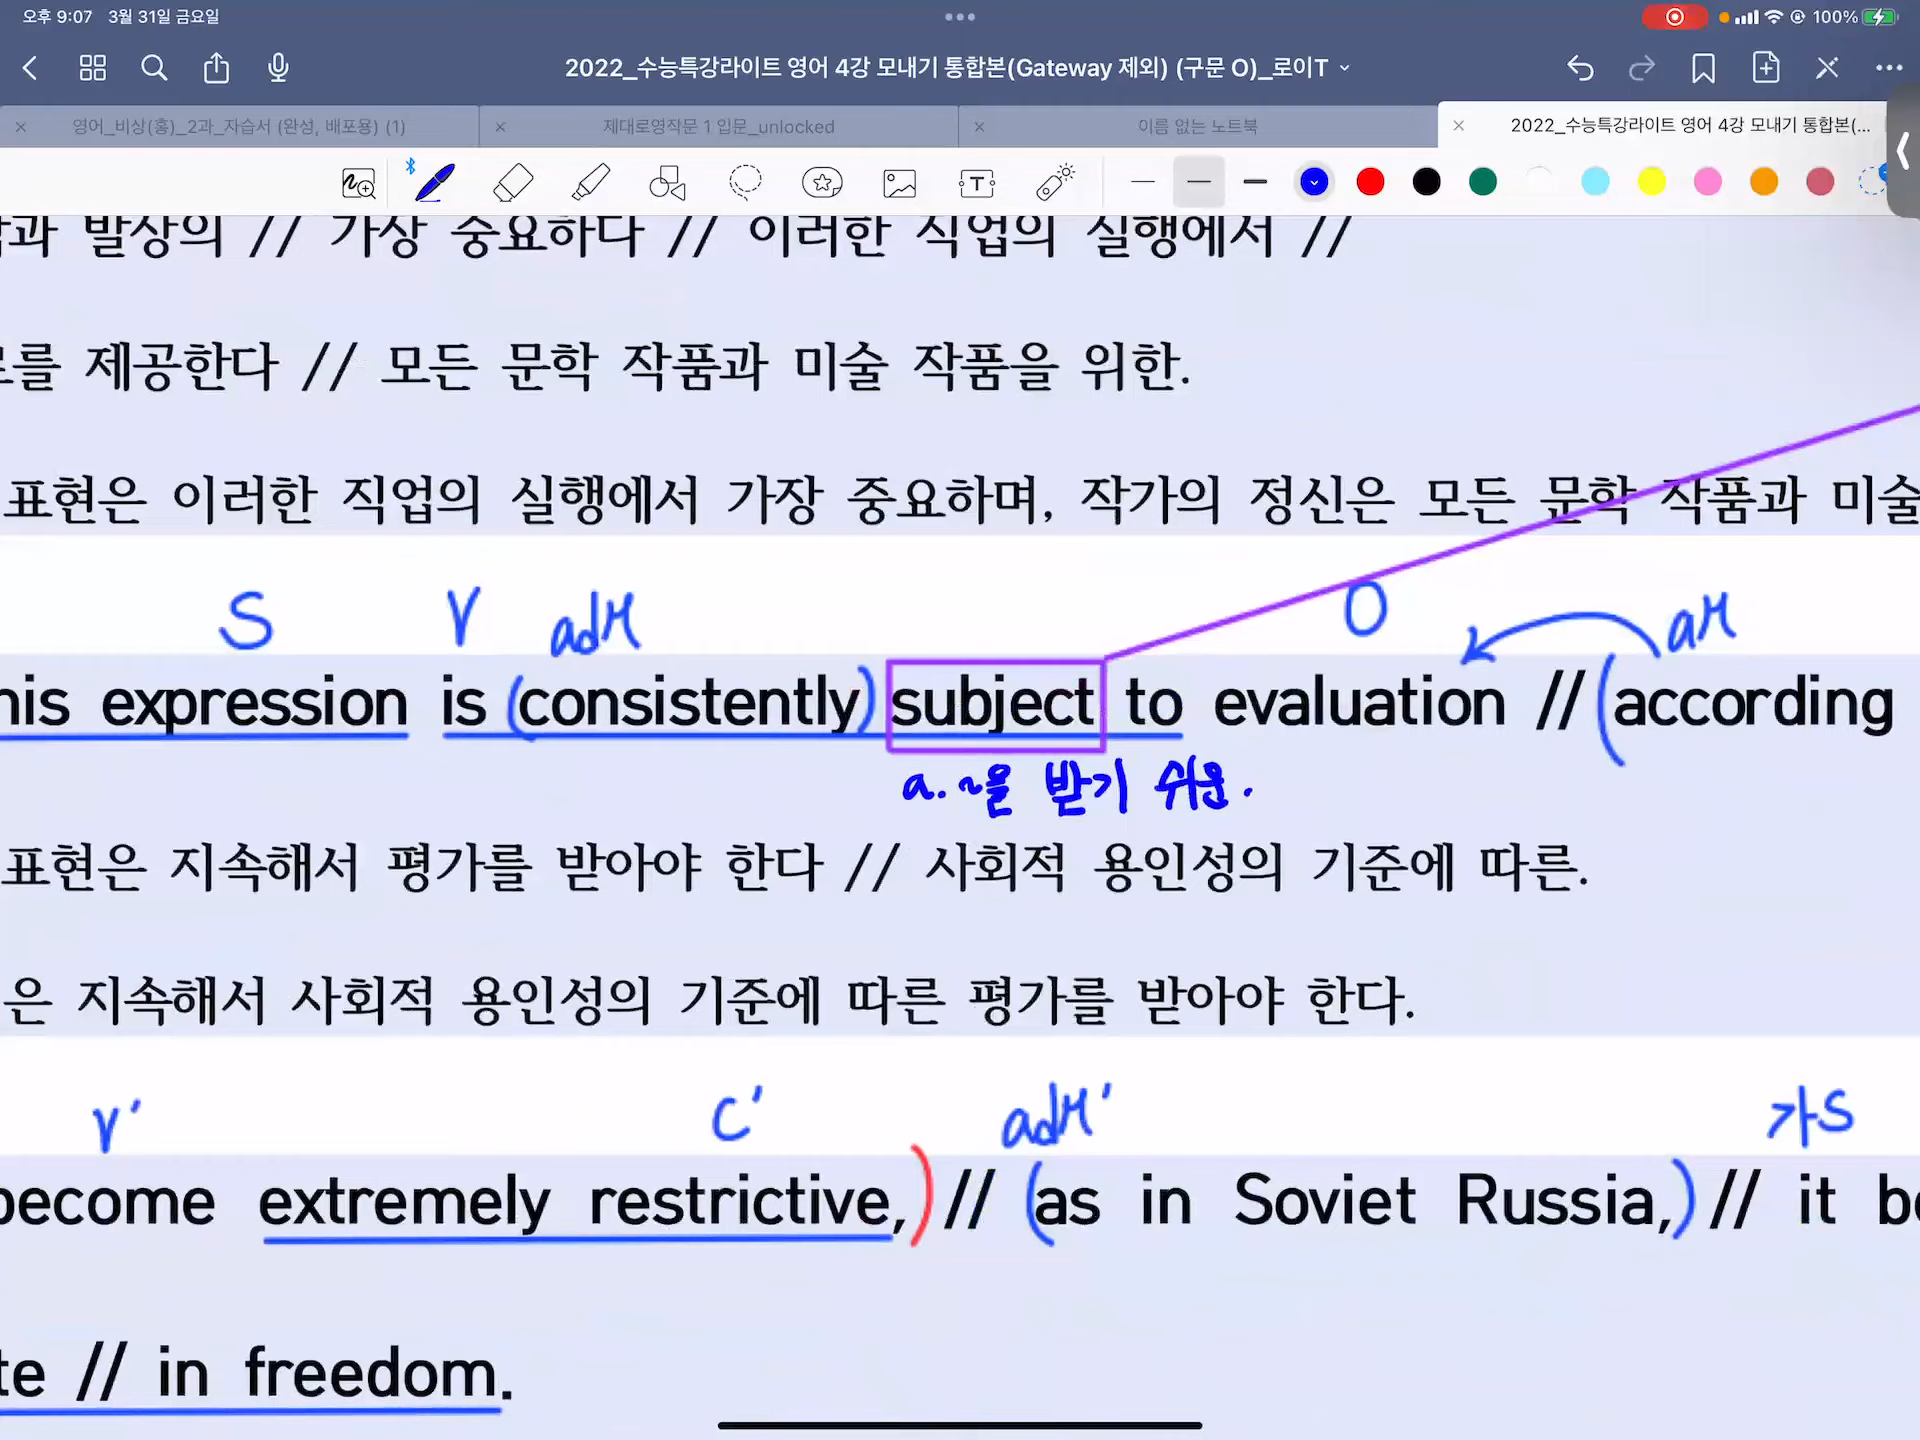 오후 9:07 3월 31일 금요일
100%
2022_수능특강라이트 영어 4강 모내기 통합본(Gateway 제외) (구문 O)_로이T
영어_비상(홍)_2과_자습서 (완성, 배포용) (1)
제대로영작문 1 입문_unlocked
이름 없는 노트북
2022_수능특강라이트 영어 4강 모내기 통합본(...
발상의 // 가상 중요하다 // 이러한 직업의 실행에서 //
를 제공한다 // 모든 문학 작품과 미술 작품을 위한.
표현은 이러한 직업의 실행에서 가장 중요하며, 작가의 정신은 모든 문학 작품과 미술
S V adM O aM
his expression is (consistently) subject to evaluation // (according
a. ~을 받기 쉬운.
표현은 지속해서 평가를 받아야 한다 // 사회적 용인성의 기준에 따른.
은 지속해서 사회적 용인성의 기준에 따른 평가를 받아야 한다.
V' C' adM' 가S
become extremely restrictive,) // (as in Soviet Russia,) // it be
te // in freedom.